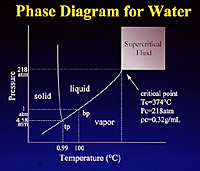 Phase Diagram for Water
Supercritical
Fluid
Pressure
218
atm
solid
liquid
critical point
Tc=374°C
Pc=218atm
ρc=0.32g/mL
1
atm
4.58
mm
bp
tp
vapor
0.99
100
Temperature (°C)